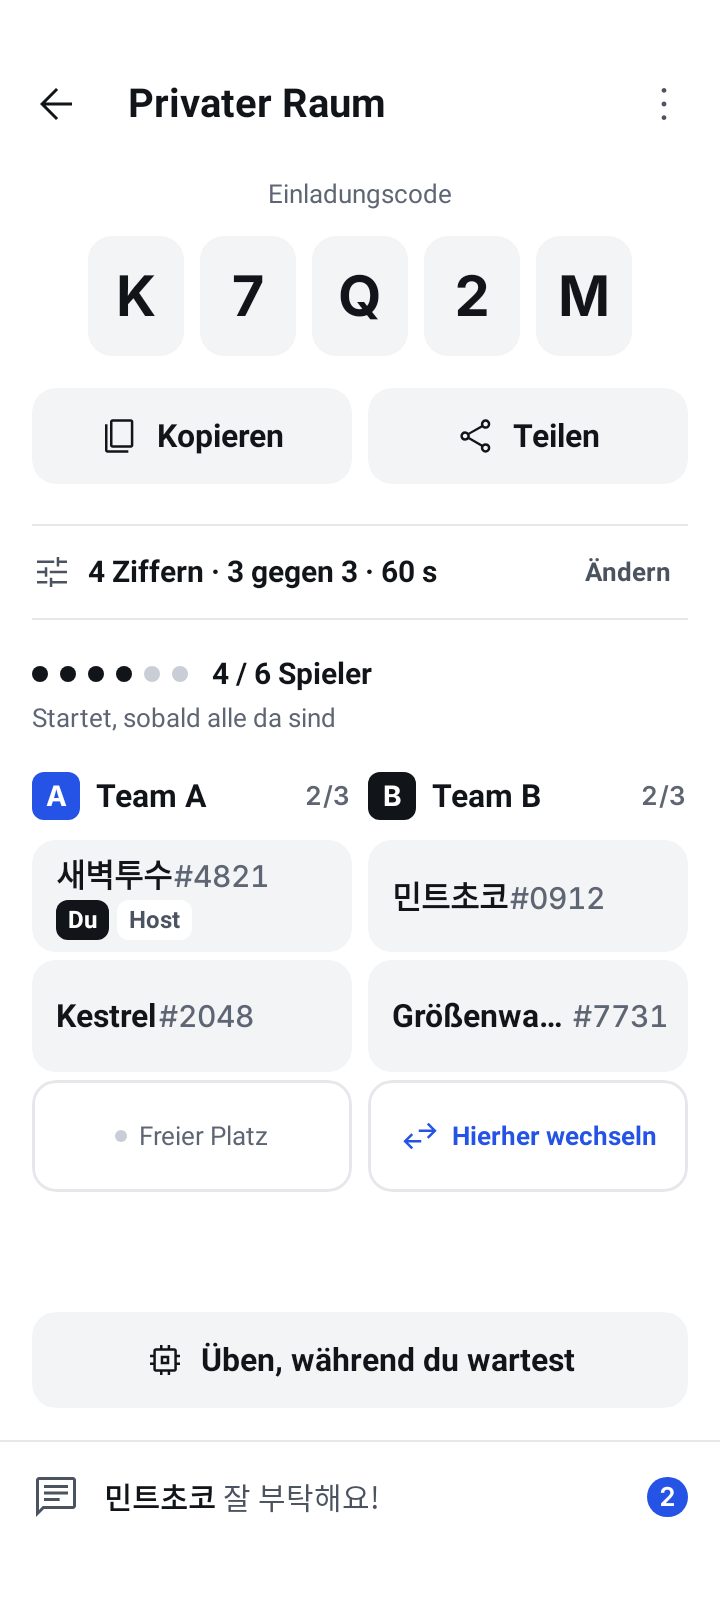 Privater Raum
Einladungscode
K 7 Q 2 M
Kopieren
Teilen
4 Ziffern · 3 gegen 3 · 60 s
Ändern
4 / 6 Spieler
Startet, sobald alle da sind
A Team A 2/3
B Team B 2/3
새벽투수#4821
Du Host
민트초코#0912
Kestrel#2048
Größenwa… #7731
Freier Platz
Hierher wechseln
Üben, während du wartest
민트초코 잘 부탁해요! 2